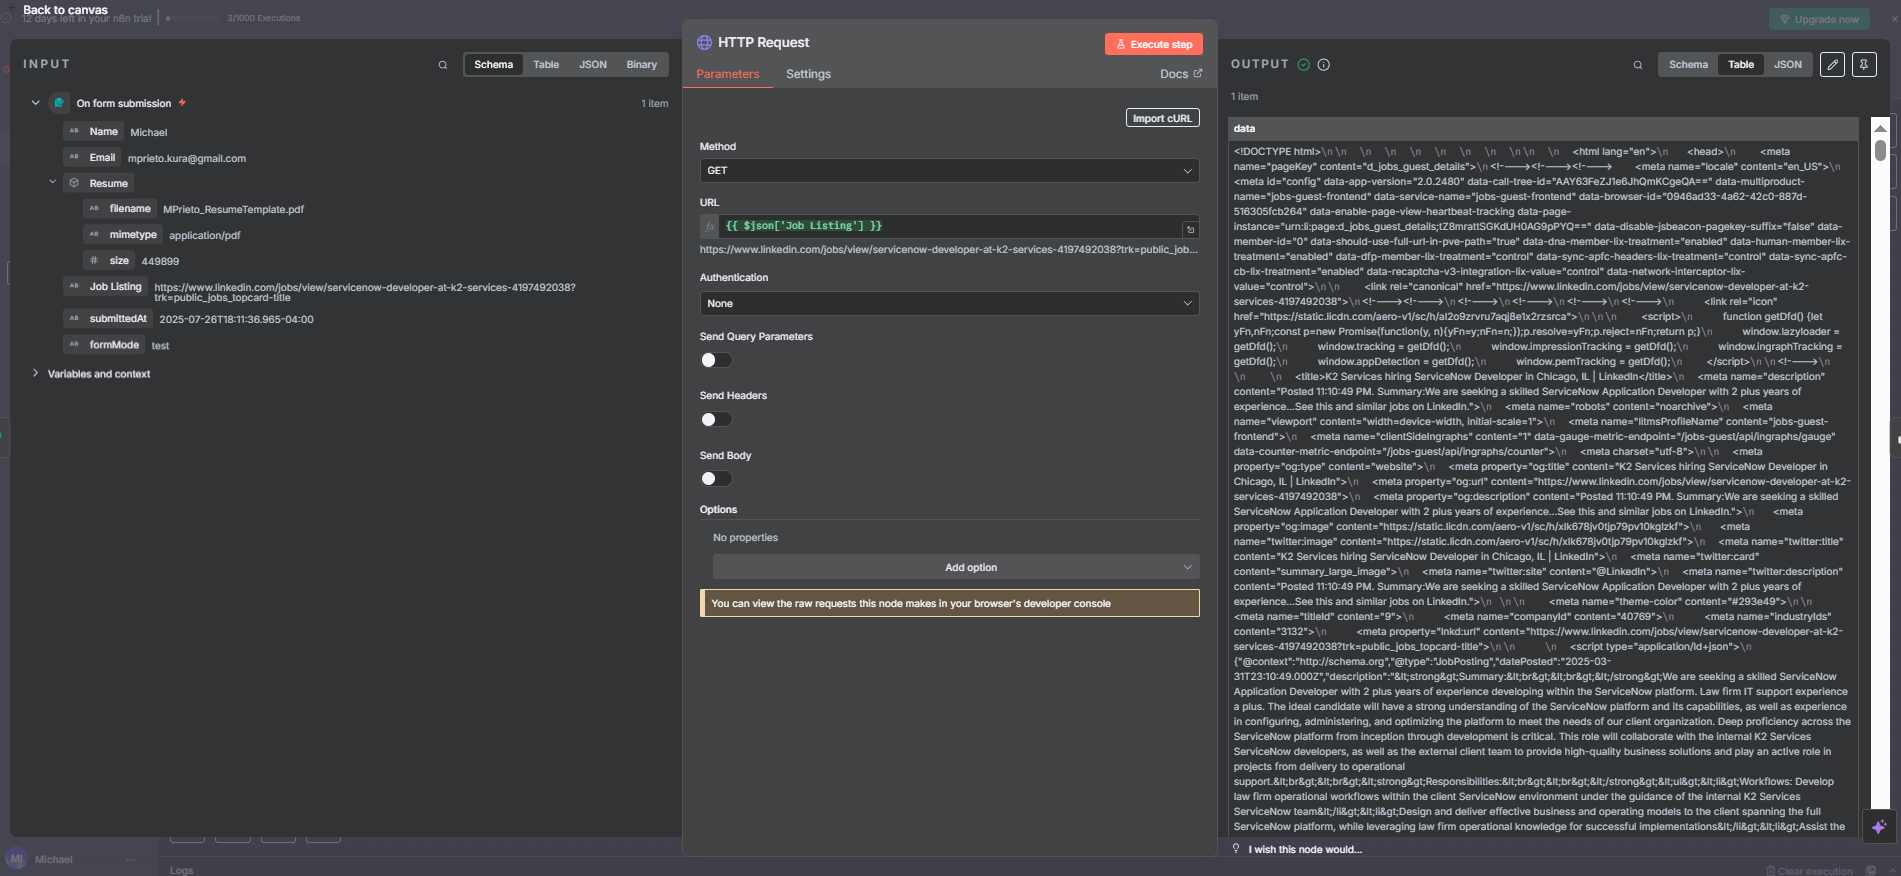 Back to canvas
12 days left in your n8n trial
3/1000 Executions
Upgrade now
INPUT
Schema
Table
JSON
Binary
On form submission
1 item
AB Name Michael
AB Email mprieto.kura@gmail.com
Resume
AB filename MPrieto_ResumeTemplate.pdf
AB mimetype application/pdf
# size 449899
AB Job Listing https://www.linkedin.com/jobs/view/servicenow-developer-at-k2-services-4197492038?
trk=public_jobs_topcard-title
AB submittedAt 2025-07-26T18:11:36.965-04:00
AB formMode test
Variables and context
HTTP Request
Execute step
Parameters
Settings
Docs
Import cURL
Method
GET
URL
fx {{ $json['Job Listing'] }}
https://www.linkedin.com/jobs/view/servicenow-developer-at-k2-services-4197492038?trk=public_job...
Authentication
None
Send Query Parameters
Send Headers
Send Body
Options
No properties
Add option
You can view the raw requests this node makes in your browser's developer console
OUTPUT
Schema
Table
JSON
1 item
data
<!DOCTYPE html>\n\n \n \n \n \n \n \n \n\n \n <html lang="en">\n <head>\n <meta
name="pageKey" content="d_jobs_guest_details">\n<!----><!----><!----> <meta name="locale" content="en_US">\n
<meta id="config" data-app-version="2.0.2480" data-call-tree-id="AAY63FeZJ1e6JhQmKCgeQA==" data-multiproduct-
name="jobs-guest-frontend" data-service-name="jobs-guest-frontend" data-browser-id="0946ad33-4a62-42c0-887d-
516305fcb264" data-enable-page-view-heartbeat-tracking data-page-
instance="urn:li:page:d_jobs_guest_details;tZ8mrattSGKdUH0AG9pPYQ==" data-disable-jsbeacon-pagekey-suffix="false" data-
member-id="0" data-should-use-full-url-in-pve-path="true" data-dna-member-lix-treatment="enabled" data-human-member-lix-
treatment="enabled" data-dfp-member-lix-treatment="control" data-sync-apfc-headers-lix-treatment="control" data-sync-apfc-
cb-lix-treatment="enabled" data-recaptcha-v3-integration-lix-value="control" data-network-interceptor-lix-
value="control">\n\n <link rel="canonical" href="https://www.linkedin.com/jobs/view/servicenow-developer-at-k2-
services-4197492038">\n<!----><!---->\n <!---->\n <!---->\n <!---->\n <!---->\n <link rel="icon"
href="https://static.licdn.com/aero-v1/sc/h/al2o9zrvru7aqj8e1x2rzsrca">\n\n\n\n <script>\n function getDfd() {let
yFn,nFn;const p=new Promise(function(y, n){yFn=y;nFn=n;});p.resolve=yFn;p.reject=nFn;return p;}\n window.lazyloader =
getDfd();\n window.tracking = getDfd();\n window.impressionTracking = getDfd();\n window.ingraphTracking =
getDfd();\n window.appDetection = getDfd();\n window.pemTracking = getDfd();\n </script>\n\n<!---->\n
\n \n <title>K2 Services hiring ServiceNow Developer in Chicago, IL | LinkedIn</title>\n <meta name="description"
content="Posted 11:10:49 PM. Summary:We are seeking a skilled ServiceNow Application Developer with 2 plus years of
experience…See this and similar jobs on LinkedIn.">\n <meta name="robots" content="noarchive">\n <meta
name="viewport" content="width=device-width, initial-scale=1">\n <meta name="litmsProfileName" content="jobs-guest-
frontend">\n <meta name="clientSideIngraphs" content="1" data-gauge-metric-endpoint="/jobs-guest/api/ingraphs/gauge"
data-counter-metric-endpoint="/jobs-guest/api/ingraphs/counter">\n <meta charset="utf-8">\n\n <meta
property="og:type" content="website">\n <meta property="og:title" content="K2 Services hiring ServiceNow Developer in
Chicago, IL | LinkedIn">\n <meta property="og:url" content="https://www.linkedin.com/jobs/view/servicenow-developer-at-k2-
services-4197492038">\n <meta property="og:description" content="Posted 11:10:49 PM. Summary:We are seeking a skilled
ServiceNow Application Developer with 2 plus years of experience…See this and similar jobs on LinkedIn.">\n <meta
property="og:image" content="https://static.licdn.com/aero-v1/sc/h/xlk678jv0tjp79pv10kglzkf">\n <meta
name="twitter:image" content="https://static.licdn.com/aero-v1/sc/h/xlk678jv0tjp79pv10kglzkf">\n <meta name="twitter:title"
content="K2 Services hiring ServiceNow Developer in Chicago, IL | LinkedIn">\n <meta name="twitter:card"
content="summary_large_image">\n <meta name="twitter:site" content="@LinkedIn">\n <meta name="twitter:description"
content="Posted 11:10:49 PM. Summary:We are seeking a skilled ServiceNow Application Developer with 2 plus years of
experience…See this and similar jobs on LinkedIn.">\n \n\n <meta name="theme-color" content="#293e49">\n\n
<meta name="titleId" content="9">\n <meta name="companyId" content="40769">\n <meta name="industryIds"
content="3132">\n <meta property="lnkd:url" content="https://www.linkedin.com/jobs/view/servicenow-developer-at-k2-
services-4197492038?trk=public_jobs_topcard-title">\n\n \n <script type="application/ld+json">\n
{"@context":"http://schema.org","@type":"JobPosting","datePosted":"2025-03-
31T23:10:49.000Z","description":"&lt;strong&gt;Summary:&lt;br&gt;&lt;br&gt;&lt;/strong&gt;We are seeking a skilled ServiceNow
Application Developer with 2 plus years of experience developing within the ServiceNow platform. Law firm IT support experience
a plus. The ideal candidate will have a strong understanding of the ServiceNow platform and its capabilities, as well as experience
in configuring, administering, and optimizing the platform to meet the needs of our client organization. Deep proficiency across the
ServiceNow platform from inception through development is critical. This role will collaborate with the internal K2 Services
ServiceNow developers, as well as the external client team to provide high-quality business solutions and play an active role in
projects from delivery to operational
support.&lt;br&gt;&lt;br&gt;&lt;strong&gt;Responsibilities:&lt;br&gt;&lt;br&gt;&lt;/strong&gt;&lt;ul&gt;&lt;li&gt;Workflows: Develop
law firm operational workflows within the client ServiceNow environment under the guidance of the internal K2 Services
ServiceNow team&lt;/li&gt;&lt;li&gt;Design and deliver effective business and operating models to the client spanning the full
ServiceNow platform, while leveraging law firm operational knowledge for successful implementations&lt;/li&gt;&lt;li&gt;Assist the
I wish this node would...
MI Michael ...
Logs
Clear execution